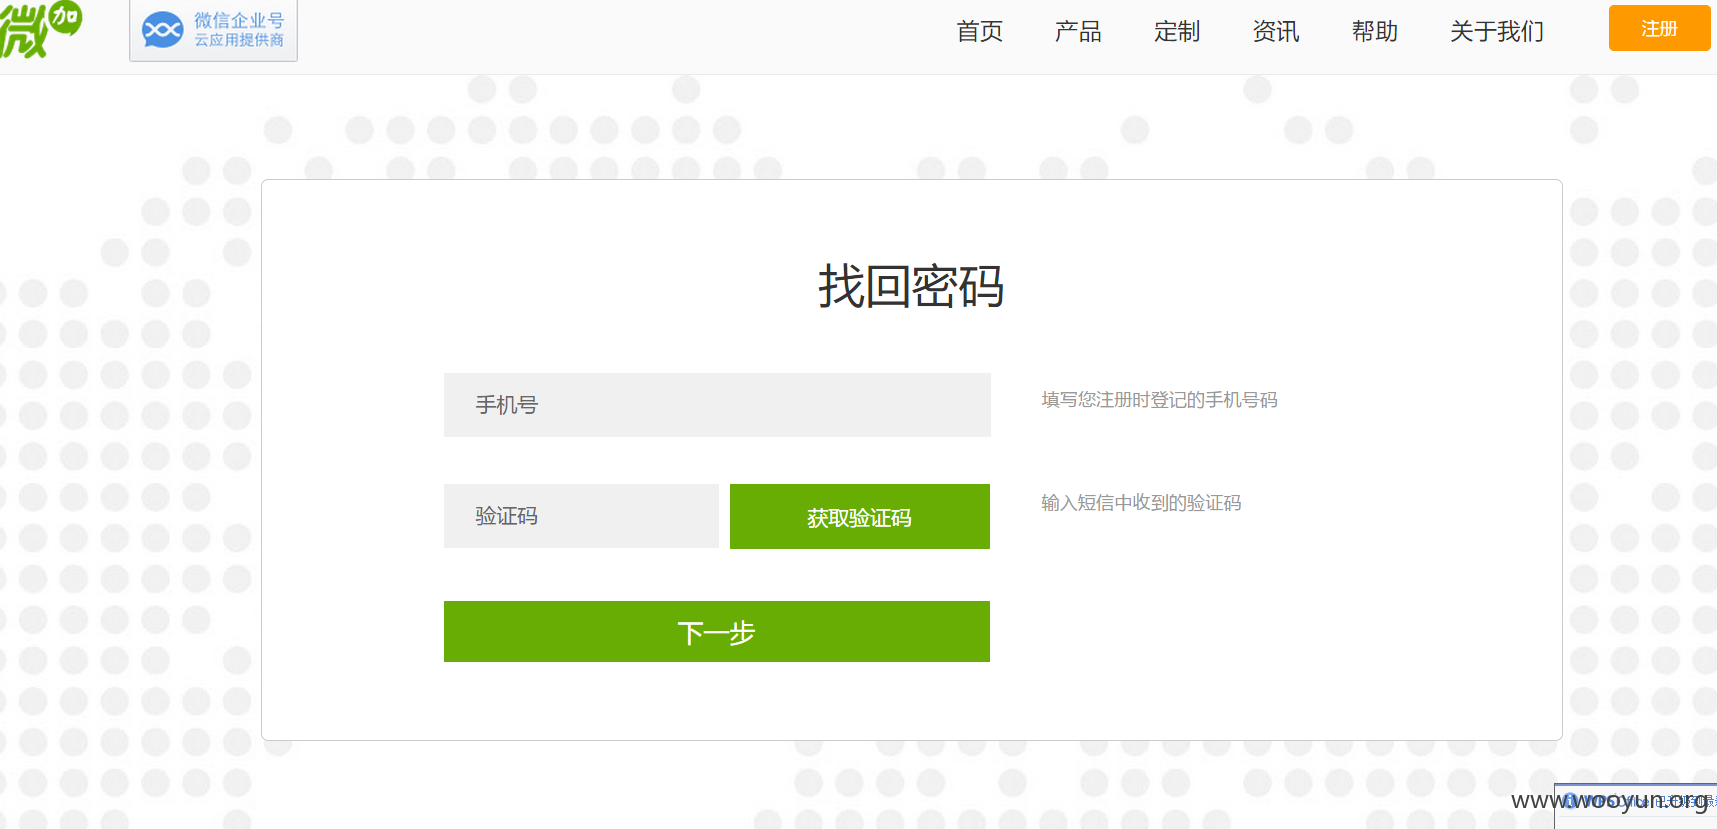 微加
微信企业号
云应用提供商
首页 产品 定制 资讯 帮助 关于我们 注册
找回密码
手机号 填写您注册时登记的手机号码
验证码 获取验证码 输入短信中收到的验证码
下一步
www.wooyun.org